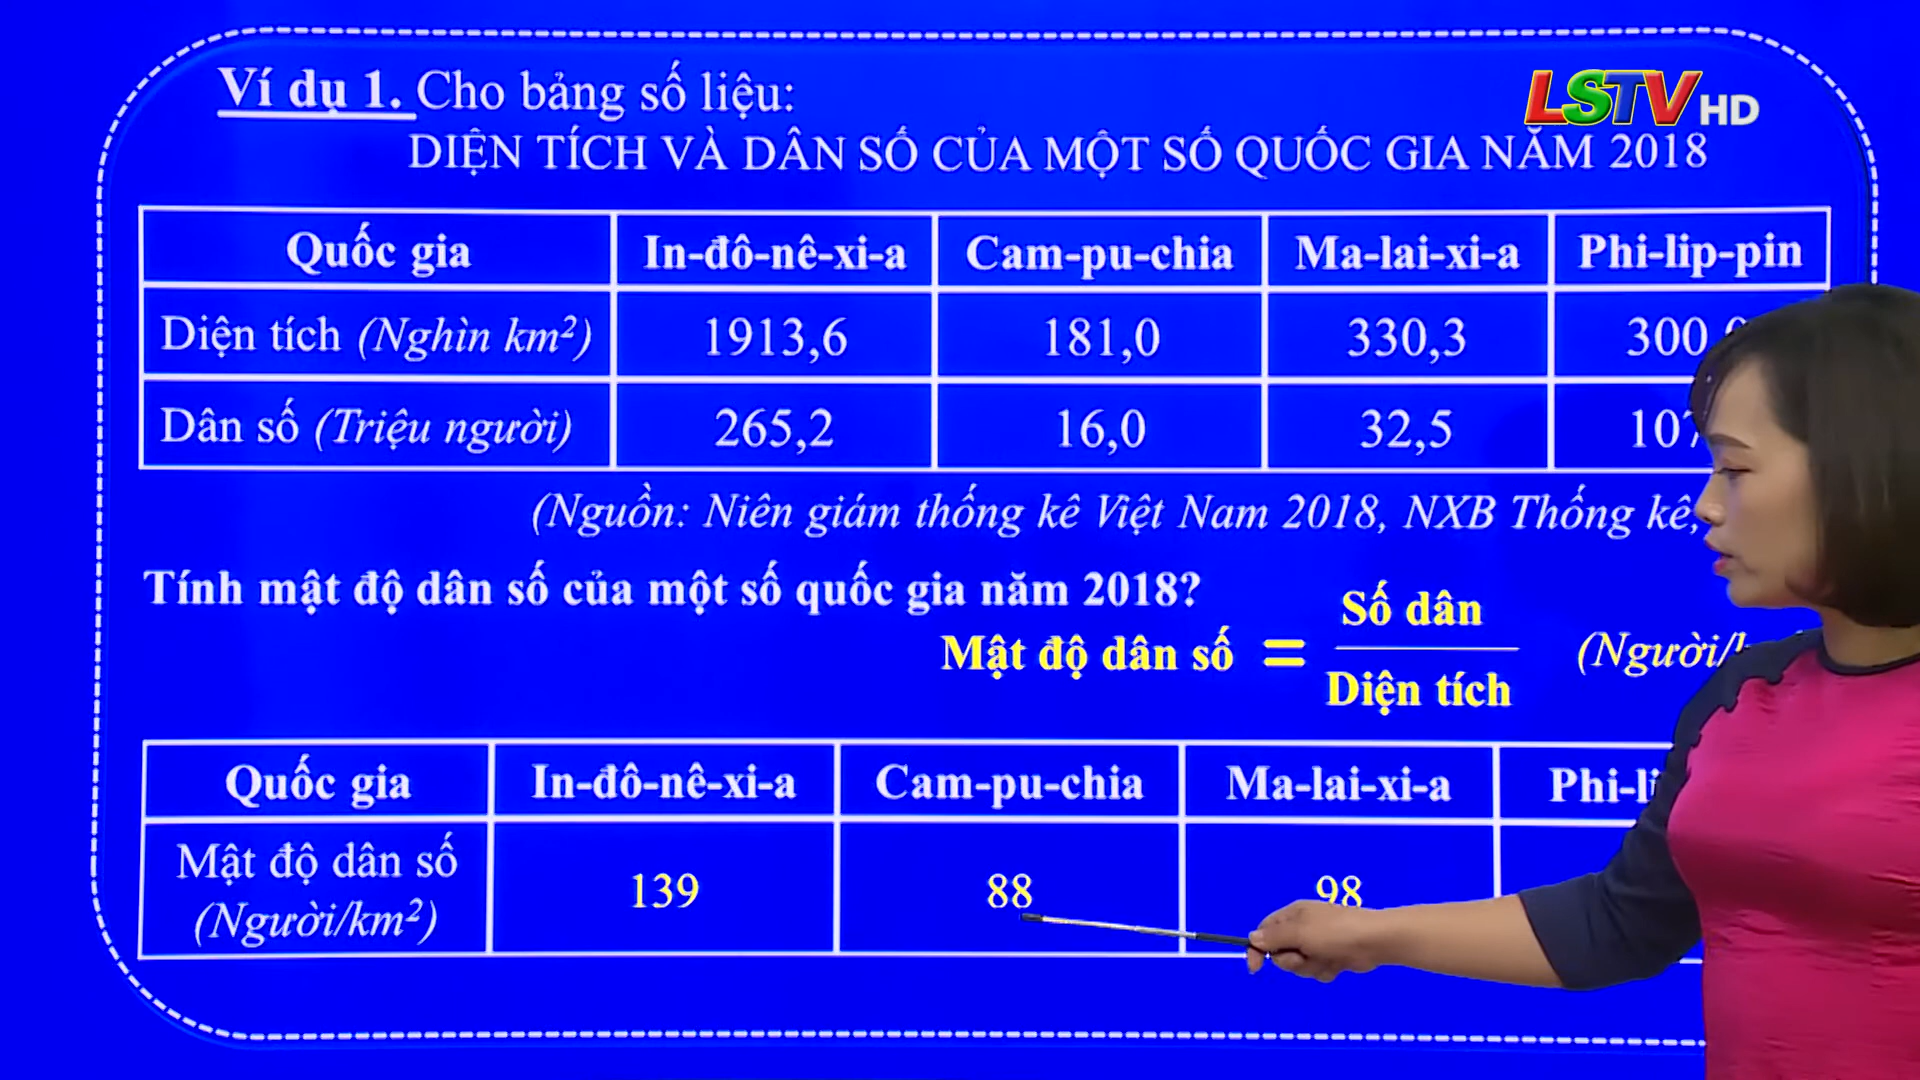 Ví dụ 1. Cho bảng số liệu:
LSTV HD
DIỆN TÍCH VÀ DÂN SỐ CỦA MỘT SỐ QUỐC GIA NĂM 2018
Quốc gia In-đô-nê-xi-a Cam-pu-chia Ma-lai-xi-a Phi-lip-pin
Diện tích (Nghìn km²) 1913,6 181,0 330,3
Dân số (Triệu người) 265,2 16,0 32,5
(Nguồn: Niên giám thống kê Việt Nam 2018, NXB Thống kê,
Tính mật độ dân số của một số quốc gia năm 2018?
Mật độ dân số = Số dân
Diện tích
Quốc gia In-đô-nê-xi-a Cam-pu-chia Ma-lai-xi-a
Mật độ dân số 139 88 98
(Người/km²)